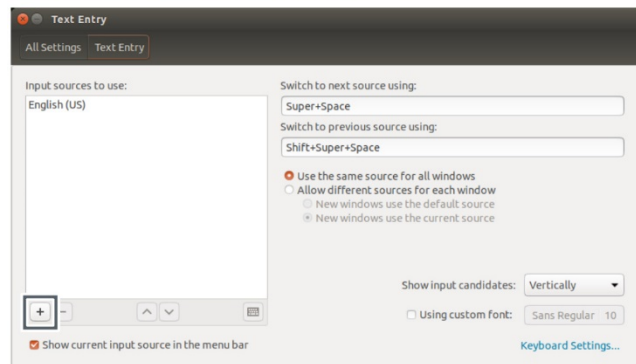 Text Entry
All Settings Text Entry
Input sources to use:
English (US)
Switch to next source using:
Super+Space
Switch to previous source using:
Shift+Super+Space
Use the same source for all windows
Allow different sources for each window
New windows use the default source
New windows use the current source
Show input candidates: Vertically
+ -
Using custom font: Sans Regular 10
Show current input source in the menu bar
Keyboard Settings...